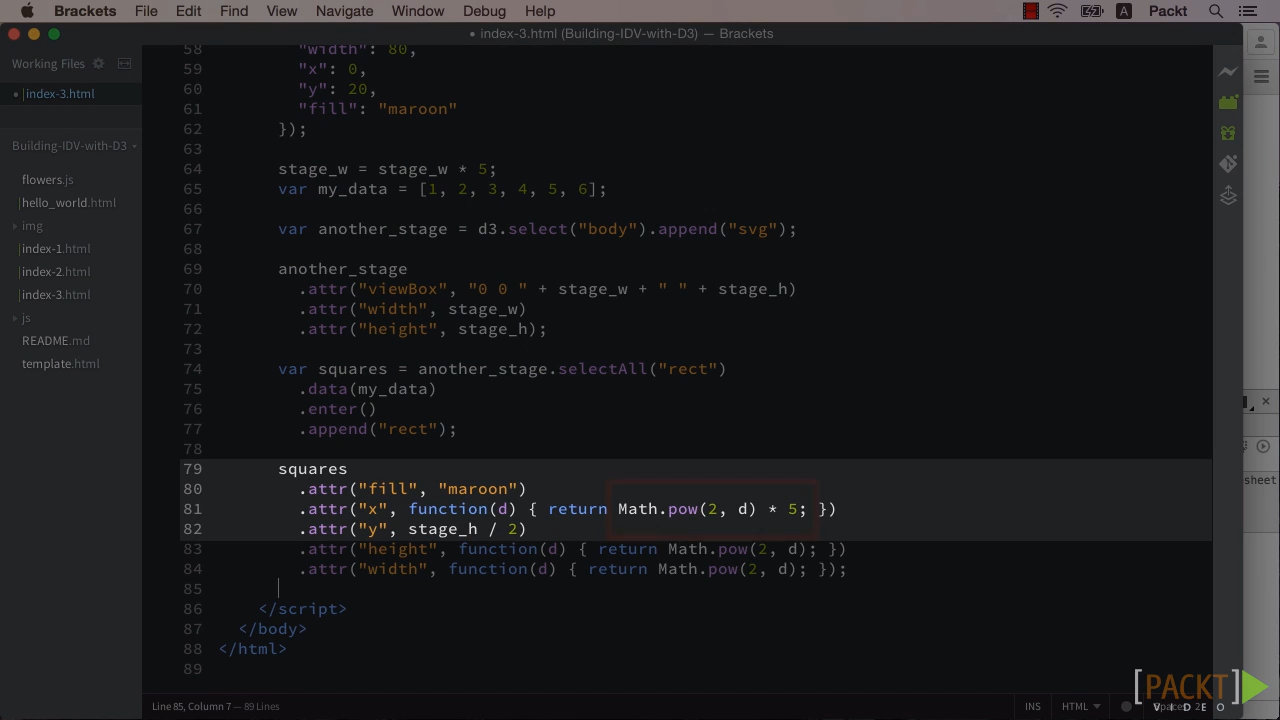 Brackets File Edit Find View Navigate Window Debug Help A Packt
index-3.html (Building-IDV-with-D3) — Brackets
Working Files
index-3.html
Building-IDV-with-D3
flowers.js
hello_world.html
img
index-1.html
index-2.html
index-3.html
js
README.md
template.html
58 "width": 80,
59 "x": 0,
60 "y": 20,
61 "fill": "maroon"
62 });
63
64 stage_w = stage_w * 5;
65 var my_data = [1, 2, 3, 4, 5, 6];
66
67 var another_stage = d3.select("body").append("svg");
68
69 another_stage
70 .attr("viewBox", "0 0 " + stage_w + " " + stage_h)
71 .attr("width", stage_w)
72 .attr("height", stage_h);
73
74 var squares = another_stage.selectAll("rect")
75 .data(my_data)
76 .enter()
77 .append("rect");
78
79 squares
80 .attr("fill", "maroon")
81 .attr("x", function(d) { return Math.pow(2, d) * 5; })
82 .attr("y", stage_h / 2)
83 .attr("height", function(d) { return Math.pow(2, d); })
84 .attr("width", function(d) { return Math.pow(2, d); });
85
86 </script>
87 </body>
88 </html>
89
sheet
[PACKT]
VIDEO
Line 85, Column 7 — 89 Lines
INS HTML